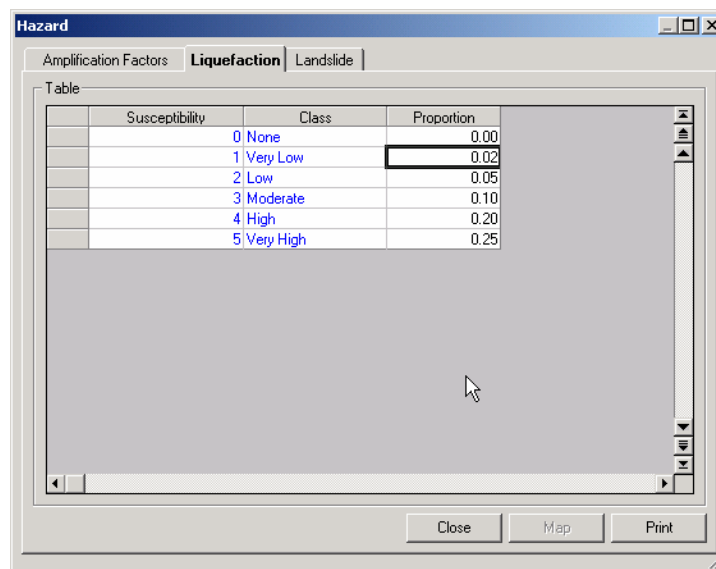 Hazard
Amplification Factors Liquefaction Landslide
Table
Susceptibility Class Proportion
0 None 0.00
1 Very Low 0.02
2 Low 0.05
3 Moderate 0.10
4 High 0.20
5 Very High 0.25
Close Map Print